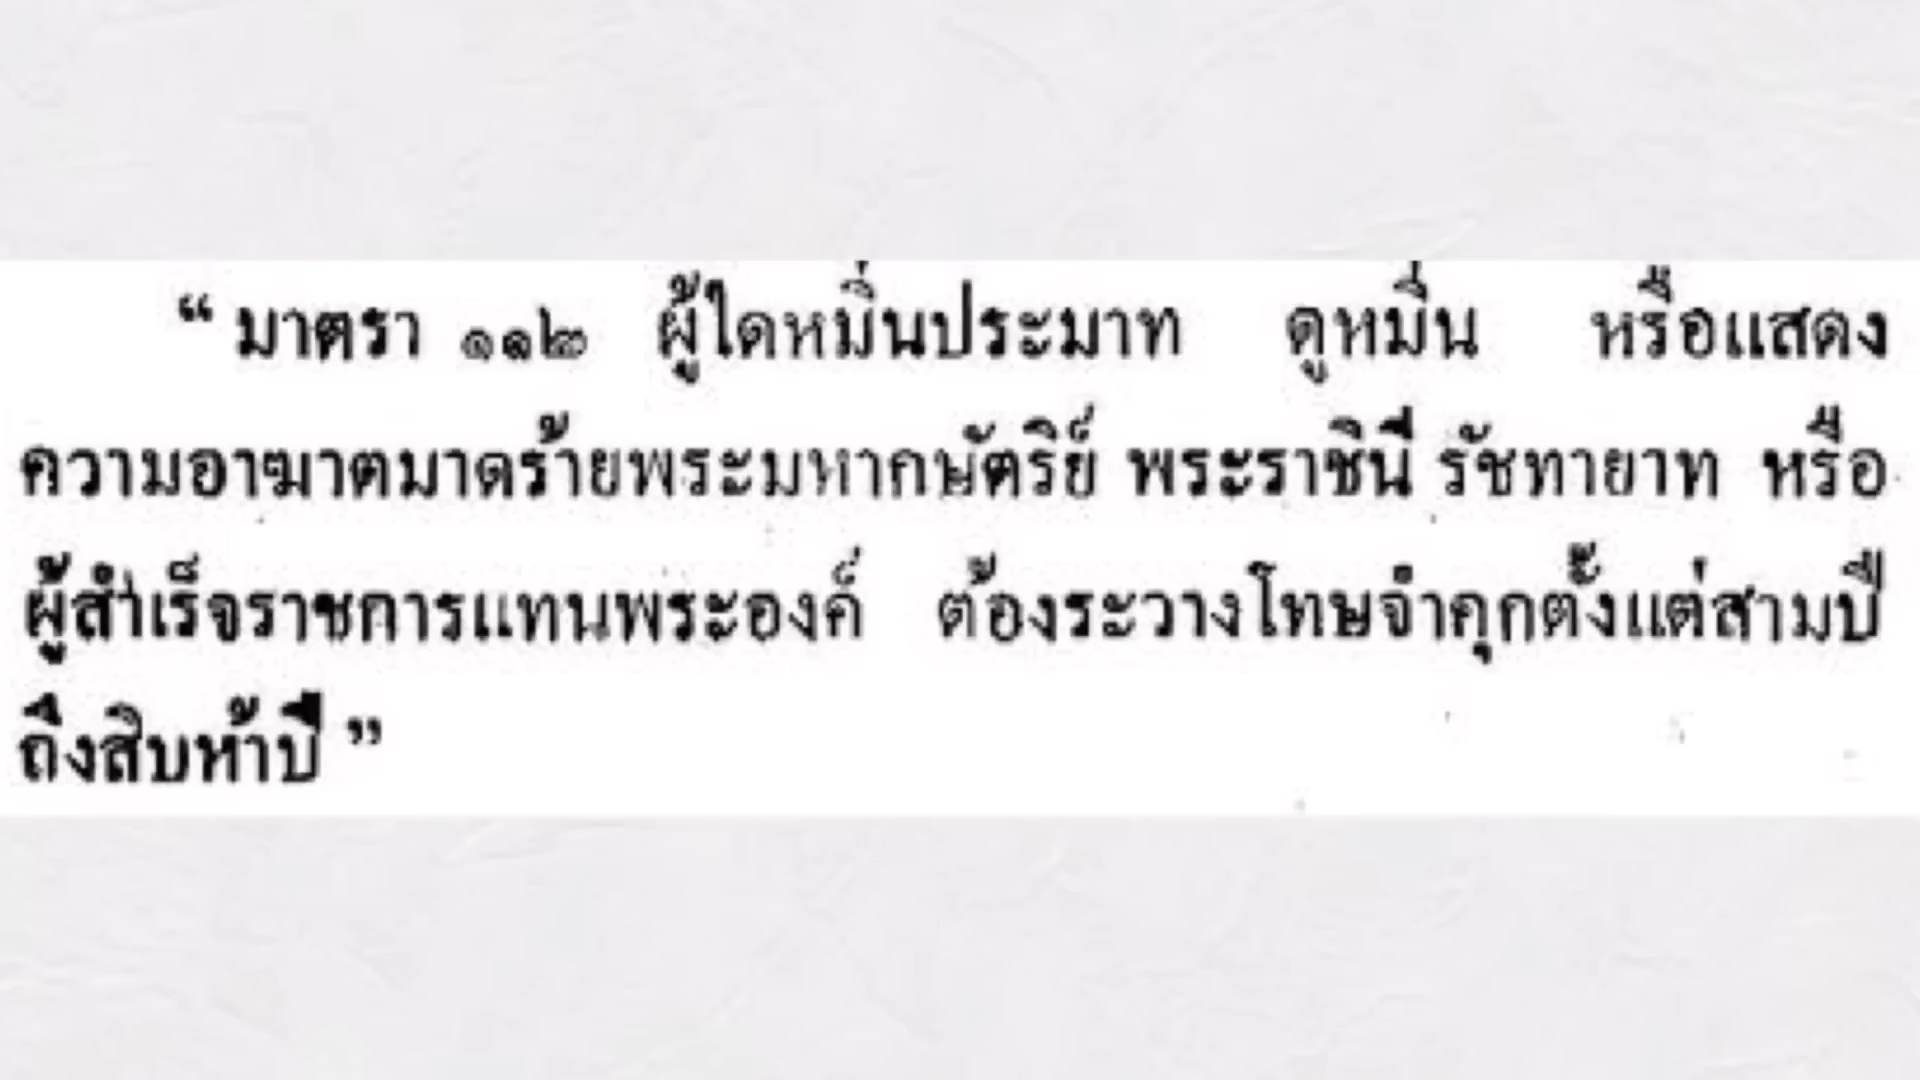 “ มาตรา ๑๑๒ ผู้ใดหมิ่นประมาท ดูหมิ่น หรือแสดง
ความอาฆาตมาดร้ายพระมหากษัตริย์ พระราชินี รัชทายาท หรือ
ผู้สำเร็จราชการแทนพระองค์ ต้องระวางโทษจำคุกตั้งแต่สามปี
ถึงสิบห้าปี ”